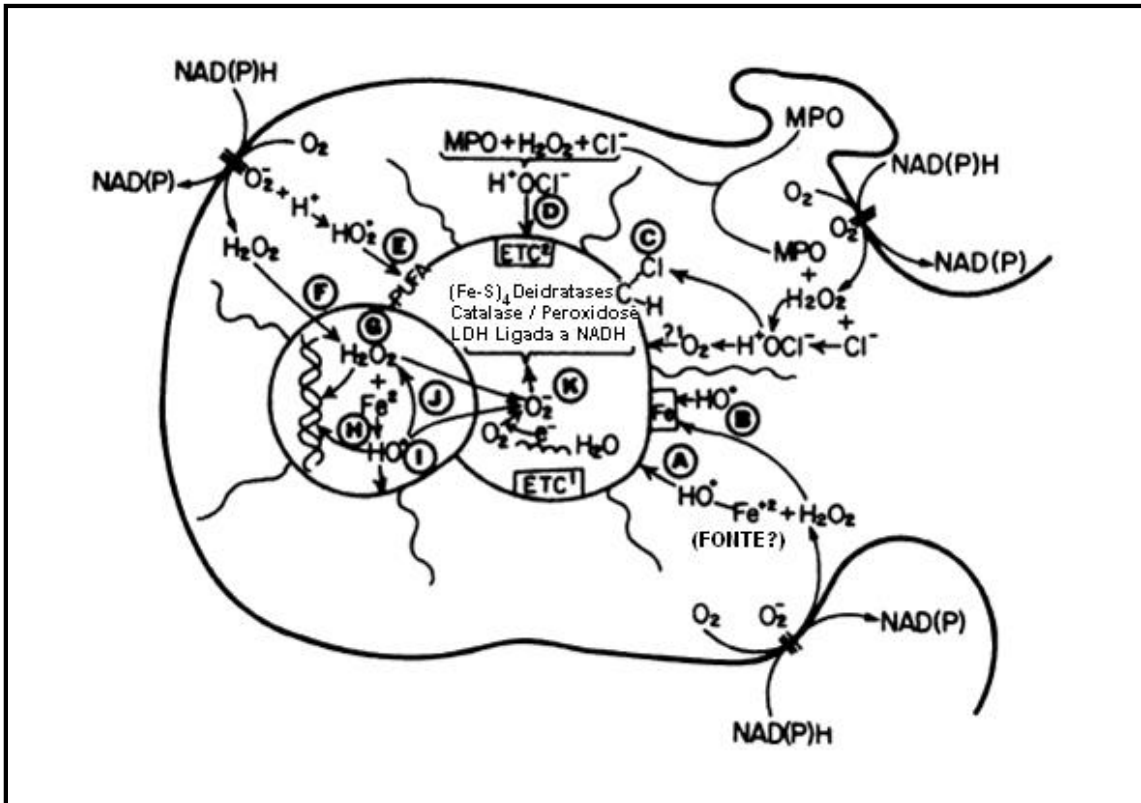 NAD(P)H
O₂
NAD(P)
O₂⁻ + H⁺
HO₂•
H₂O₂
E
PUFA
MPO + H₂O₂ + Cl⁻
H⁺OCl⁻
D
ETC²
MPO
NAD(P)H
O₂
O₂⁻
NAD(P)
MPO
+
H₂O₂
+
Cl⁻
H⁺OCl⁻
¹O₂
?
C
Cl
C
H
(Fe-S)₄ Deidratases
Catalase / Peroxidose
LDH Ligada a NADH
F
G
H₂O₂
+
Fe²
H
HO•
I
J
O₂⁻
K
O₂
e⁻
H₂O
ETC¹
Fe
HO•
B
A
HO•
Fe⁺² + H₂O₂
(FONTE?)
O₂
O₂⁻
NAD(P)
NAD(P)H